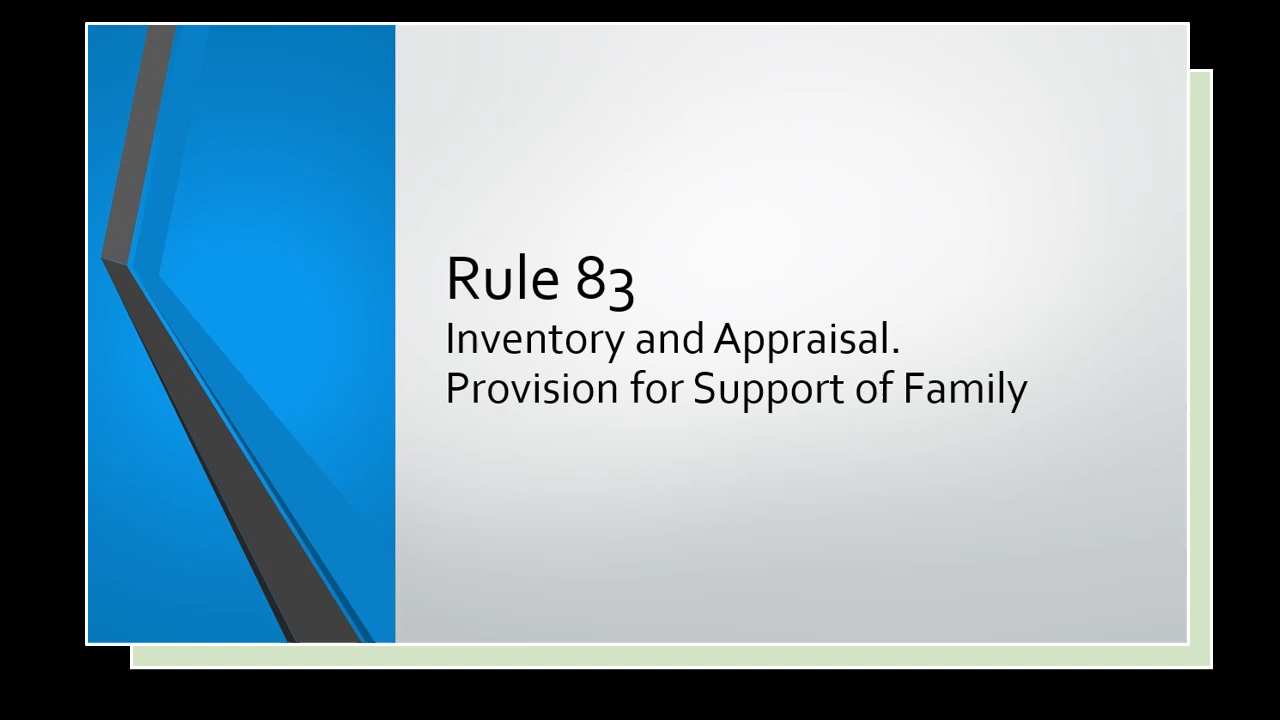 Rule 83
Inventory and Appraisal.
Provision for Support of Family